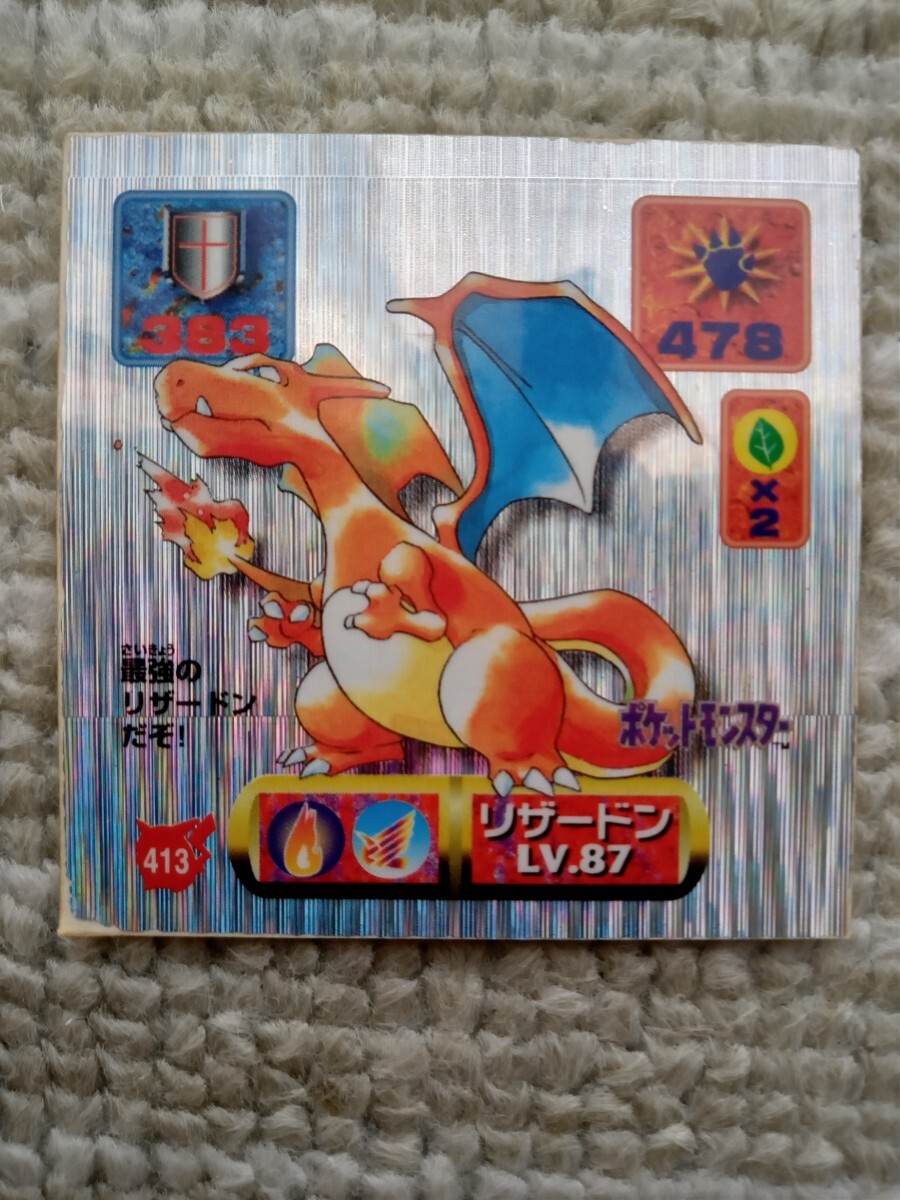 383
478
×2
さいきょう
最強の
リザードン
だぞ!
ポケットモンスター
TM
413
リザードン
LV.87